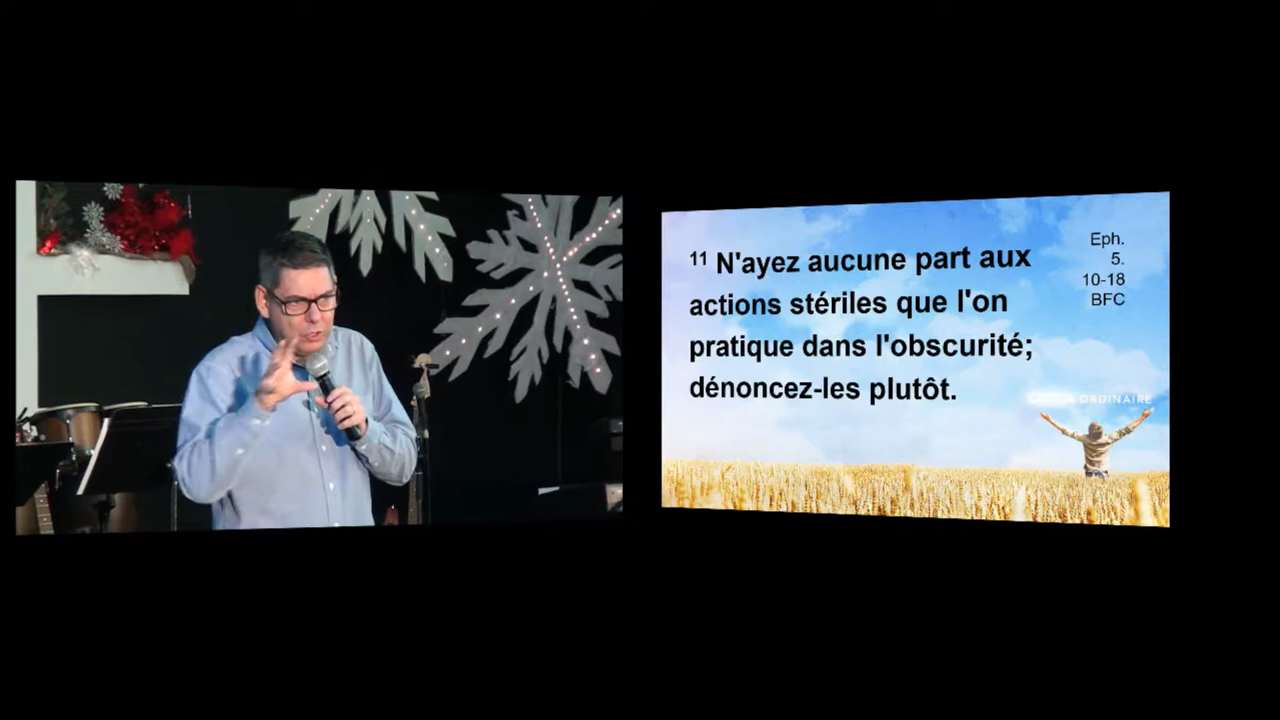 ¹¹ N'ayez aucune part aux
actions stériles que l'on
pratique dans l'obscurité;
dénoncez-les plutôt.
Eph.
5.
10-18
BFC
ORDINAIRE